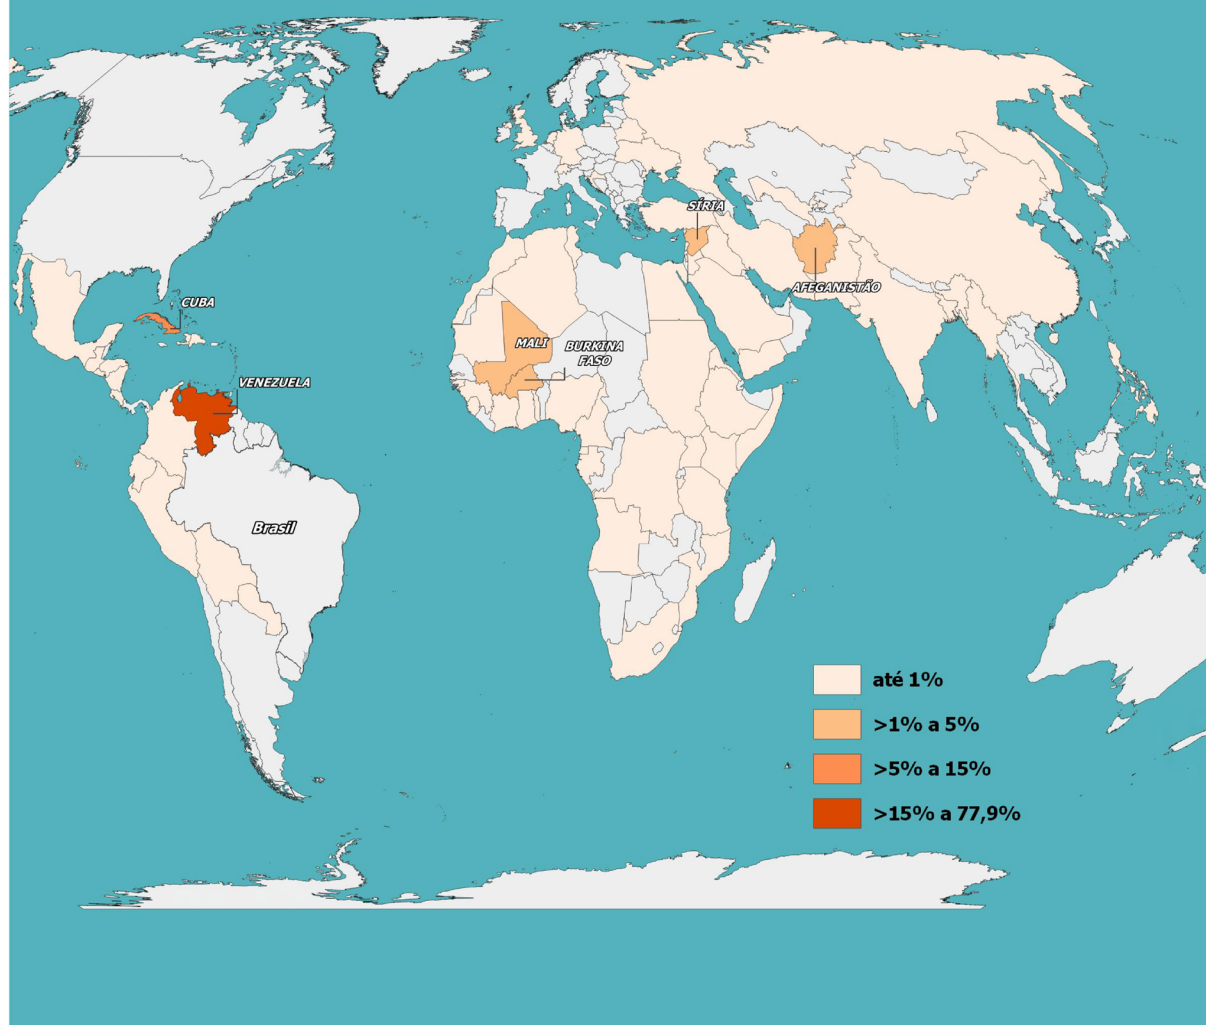 SÍRIA
AFEGANISTÃO
CUBA
MALI
BURKINA
FASO
VENEZUELA
Brasil
até 1%
>1% a 5%
>5% a 15%
>15% a 77,9%